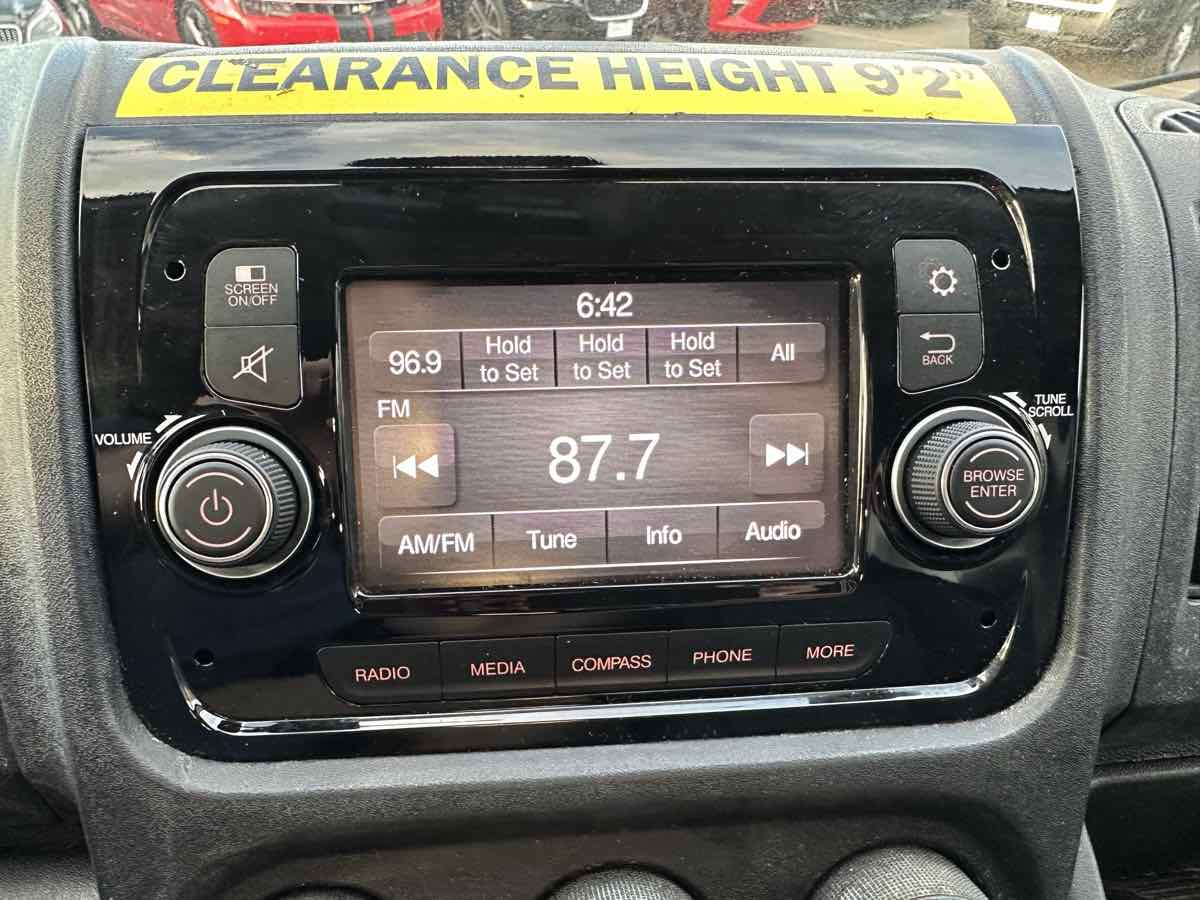 CLEARANCE HEIGHT 9'2"
SCREEN
ON/OFF
BACK
VOLUME
TUNE
SCROLL
BROWSE
ENTER
6:42
96.9
Hold
to Set
Hold
to Set
Hold
to Set
All
FM
87.7
AM/FM
Tune
Info
Audio
RADIO
MEDIA
COMPASS
PHONE
MORE